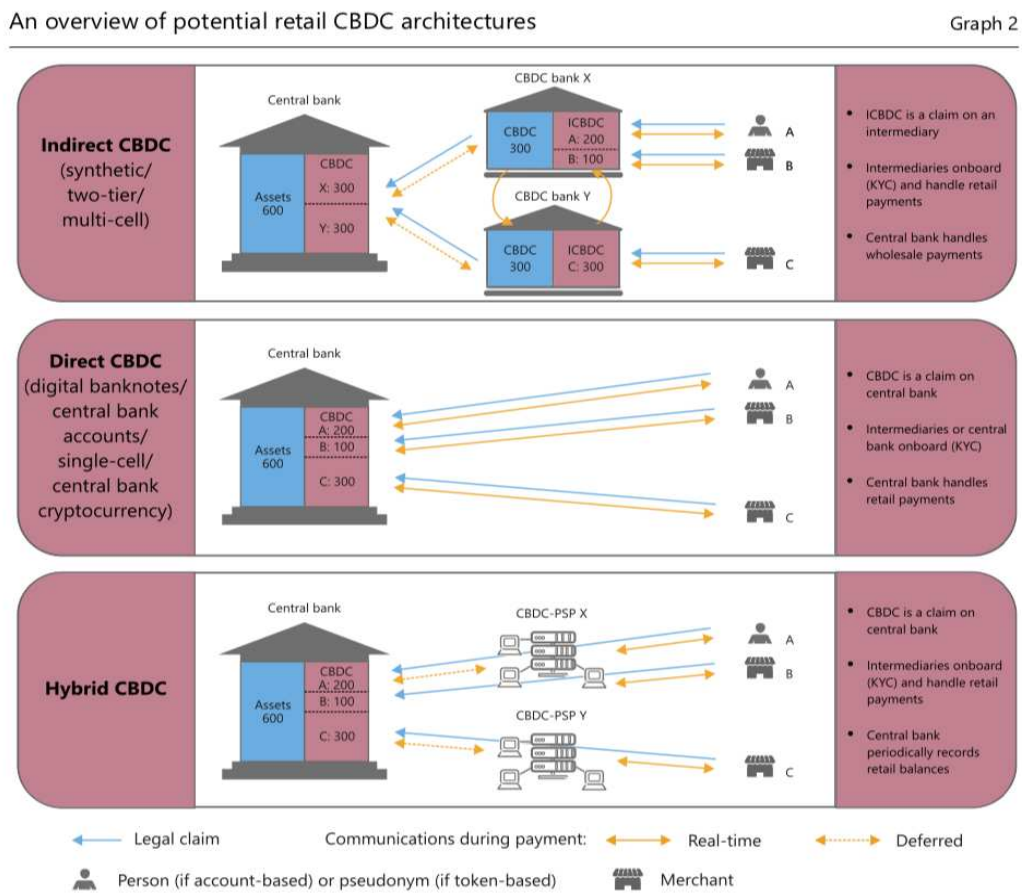 An overview of potential retail CBDC architectures
Graph 2
Indirect CBDC
(synthetic/
two-tier/
multi-cell)
Central bank
Assets
600
CBDC
X: 300
Y: 300
CBDC bank X
CBDC
300
ICBDC
A: 200
B: 100
CBDC bank Y
CBDC
300
ICBDC
C: 300
A
B
C
• ICBDC is a claim on an
intermediary
• Intermediaries onboard
(KYC) and handle retail
payments
• Central bank handles
wholesale payments
Direct CBDC
(digital banknotes/
central bank
accounts/
single-cell/
central bank
cryptocurrency)
Central bank
Assets
600
CBDC
A: 200
B: 100
C: 300
A
B
C
• CBDC is a claim on
central bank
• Intermediaries or central
bank onboard (KYC)
• Central bank handles
retail payments
Hybrid CBDC
Central bank
Assets
600
CBDC
A: 200
B: 100
C: 300
CBDC-PSP X
CBDC-PSP Y
A
B
C
• CBDC is a claim on
central bank
• Intermediaries onboard
(KYC) and handle retail
payments
• Central bank
periodically records
retail balances
Legal claim
Communications during payment:
Real-time
Deferred
Person (if account-based) or pseudonym (if token-based)
Merchant